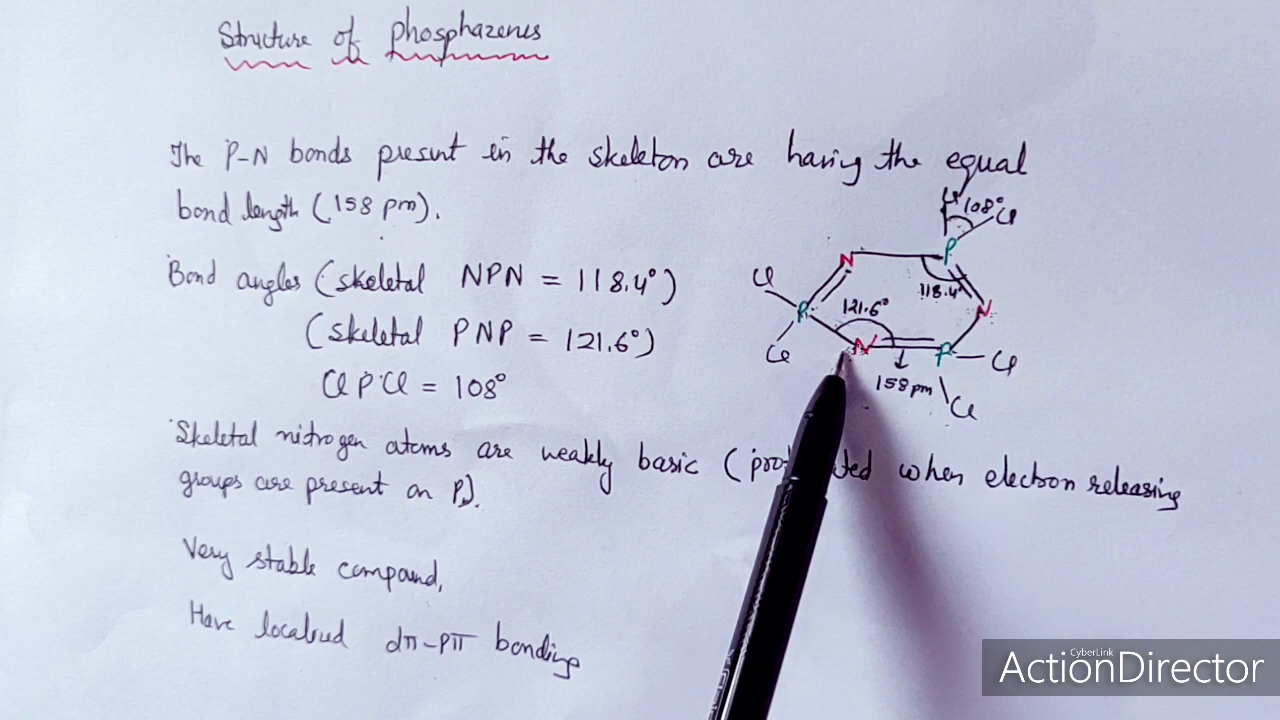 Structure of phosphazenes
The P-N bonds present in the skeleton are having the equal
bond length (158 pm).
Bond angles (skeletal NPN = 118.4°)
(skeletal PNP = 121.6°)
Cl P Cl = 108°
Skeletal nitrogen atoms are weakly basic ( when electron releasing
groups are present on P).
Very stable compound,
Have localised dπ-pπ bonding
Cl 108° Cl
N P
Cl 118.4°
P 121.6° N
Cl N P Cl
158 pm Cl
CyberLink
ActionDirector